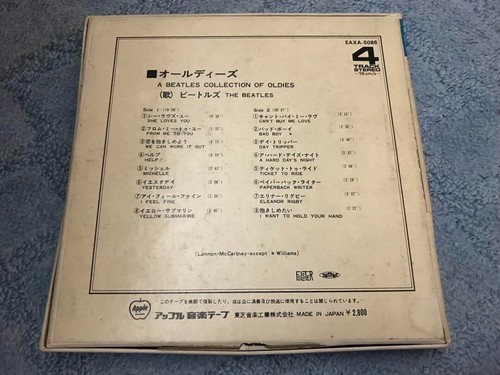 EAXA-5086
4
TRACK
STEREO
—19cm/s—
■オールディーズ
A BEATLES COLLECTION OF OLDIES
(歌) ビートルズ THE BEATLES
Side 1
①シー・ラヴズ・ユー
SHE LOVES YOU
②フロム・ミー・トゥ・ユー
FROM ME TO YOU
③恋を抱きしめよう
WE CAN WORK IT OUT
④ヘルプ
HELP!
⑤ミッシェル
MICHELLE
⑥イエスタデイ
YESTERDAY
⑦アイ・フィール・ファイン
I FEEL FINE
⑧イエロー・サブマリン
YELLOW SUBMARINE
Side 2
①キャント・バイ・ミー・ラヴ
CAN'T BUY ME LOVE
②バッド・ボーイ
BAD BOY *
③デイ・トリッパー
DAY TRIPPER
④ア・ハード・デイズ・ナイト
A HARD DAY'S NIGHT
⑤ティケット・トゥ・ライド
TICKET TO RIDE
⑥ペイパーバック・ライター
PAPERBACK WRITER
⑦エリナー・リグビー
ELEANOR RIGBY
⑧抱きしめたい
I WANT TO HOLD YOUR HAND
(Lennon-McCartney-except * Williams)
Apple
アップル音楽テープ 東芝音楽工業株式会社 MADE IN JAPAN ¥2,800